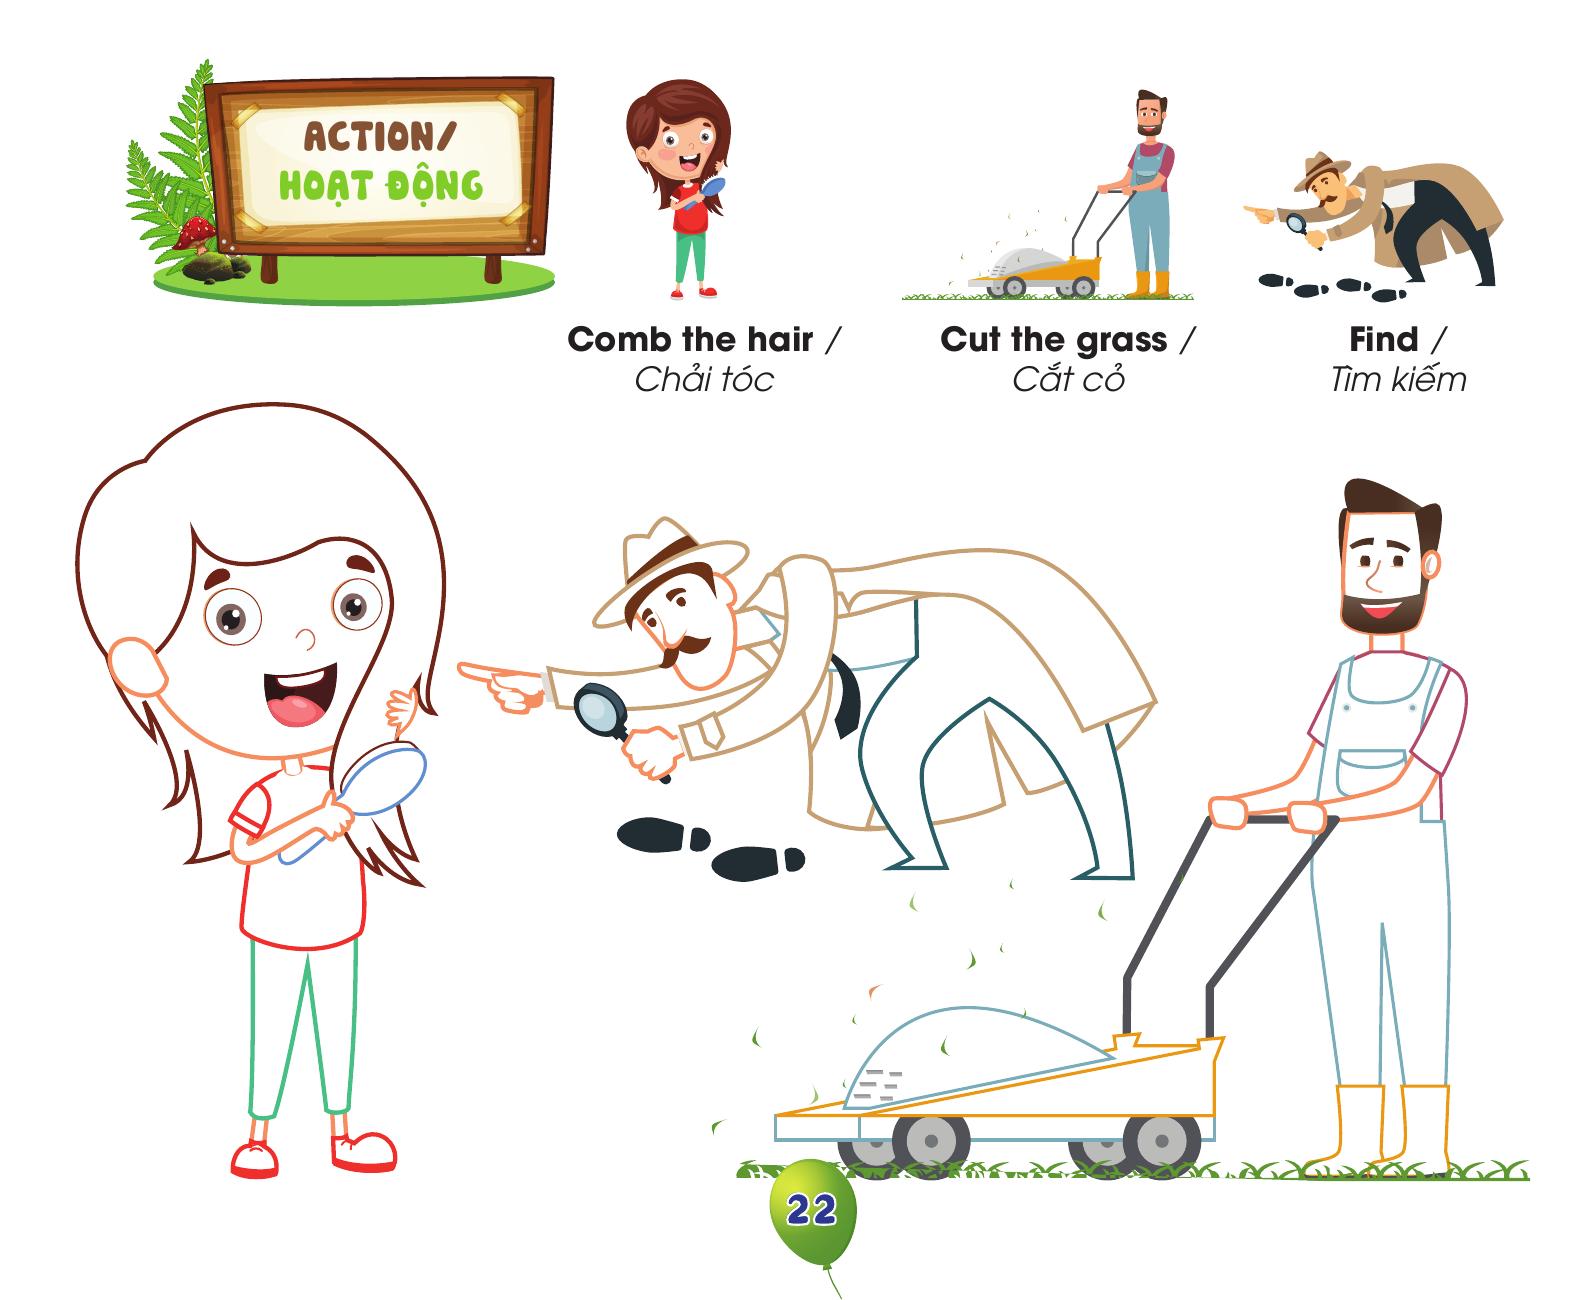 ACTION/
HOẠT ĐỘNG
Comb the hair /
Chải tóc
Cut the grass /
Cắt cỏ
Find /
Tìm kiếm
22